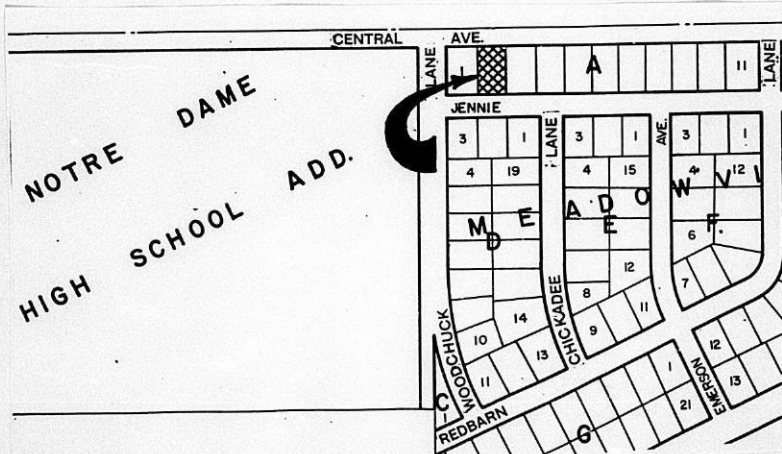 CENTRAL AVE.
LANE
LANE
1
A
11
JENNIE
NOTRE DAME
HIGH SCHOOL ADD.
LANE
AVE.
3 1
3 1
3 1
4 19
4 15
4 12
MEADOWVI
D
E
F.
6
12
8
7
14
10
9
11
11
13
12
13
WOODCHUCK
CHICKADEE
EMERSON
C
1
REDBARN
1
21
G